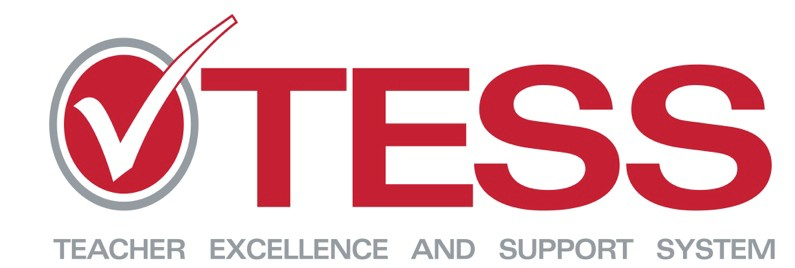 TESS
TEACHER EXCELLENCE AND SUPPORT SYSTEM